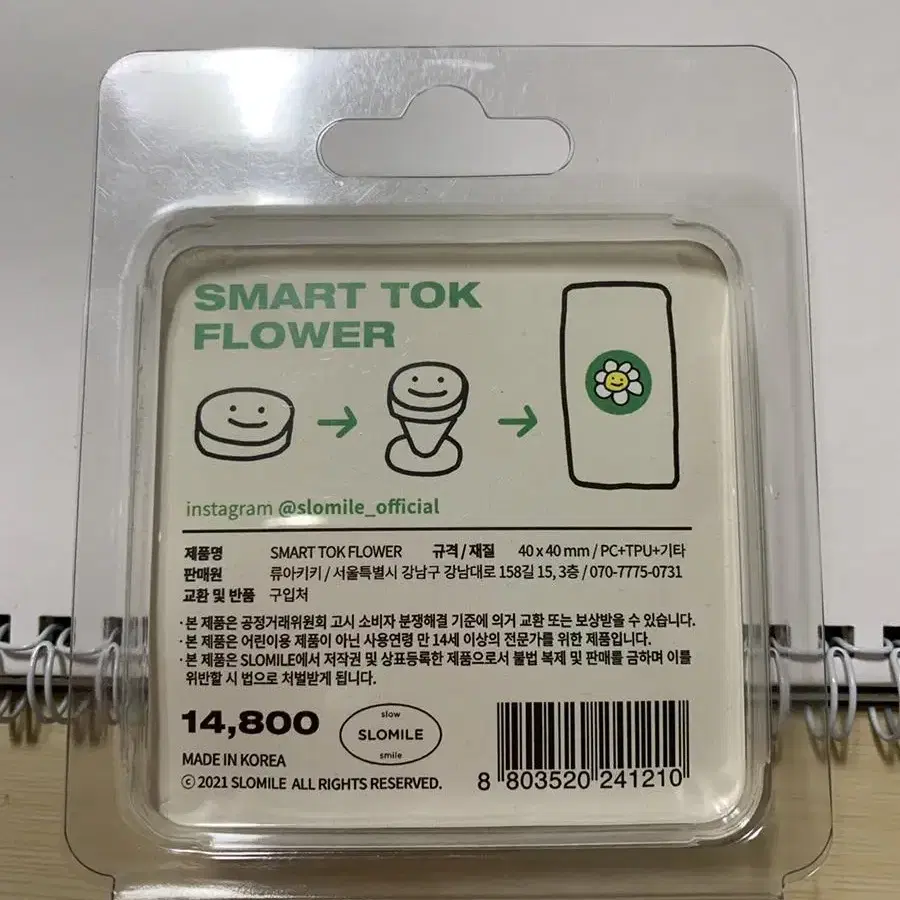 SMART TOK
FLOWER
instagram @slomile_official
제품명 SMART TOK FLOWER 규격 / 재질 40 x 40 mm / PC+TPU+기타
판매원 류아키키 / 서울특별시 강남구 강남대로 158길 15, 3층 / 070-7775-0731
교환 및 반품 구입처
· 본 제품은 공정거래위원회 고시 소비자 분쟁해결 기준에 의거 교환 또는 보상받을 수 있습니다.
· 본 제품은 어린이용 제품이 아닌 사용연령 만 14세 이상의 전문가를 위한 제품입니다.
· 본 제품은 SLOMILE에서 저작권 및 상표등록한 제품으로서 불법 복제 및 판매를 금하며 이를
위반할 시 법으로 처벌받게 됩니다.
14,800
slow
SLOMILE
smile
MADE IN KOREA
ⓒ 2021 SLOMILE ALL RIGHTS RESERVED.
8 803520 241210